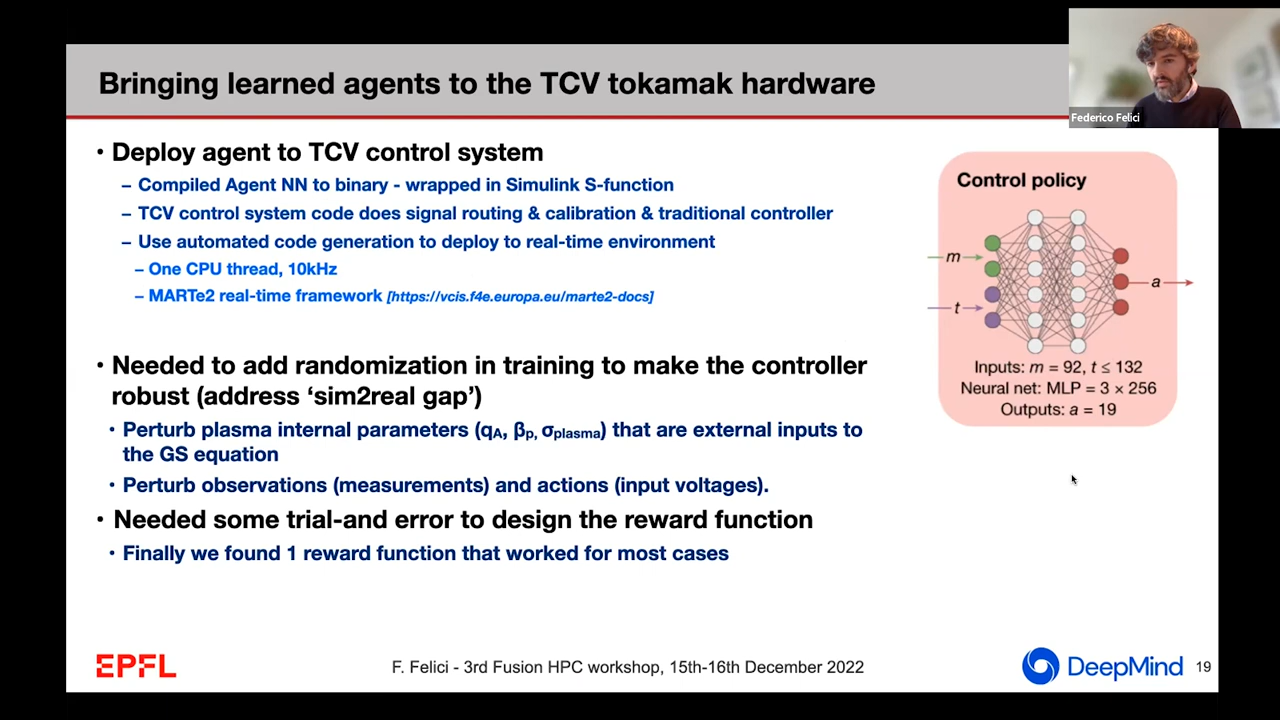 Bringing learned agents to the TCV tokamak hardware
Federico Felici
• Deploy agent to TCV control system
– Compiled Agent NN to binary - wrapped in Simulink S-function
– TCV control system code does signal routing & calibration & traditional controller
– Use automated code generation to deploy to real-time environment
– One CPU thread, 10kHz
– MARTe2 real-time framework [https://vcis.f4e.europa.eu/marte2-docs]
• Needed to add randomization in training to make the controller
robust (address ‘sim2real gap’)
• Perturb plasma internal parameters (qA, βp, σplasma) that are external inputs to
the GS equation
• Perturb observations (measurements) and actions (input voltages).
• Needed some trial-and error to design the reward function
• Finally we found 1 reward function that worked for most cases
Control policy
m
t
a
Inputs: m = 92, t ≤ 132
Neural net: MLP = 3 × 256
Outputs: a = 19
EPFL
F. Felici - 3rd Fusion HPC workshop, 15th-16th December 2022
DeepMind
19